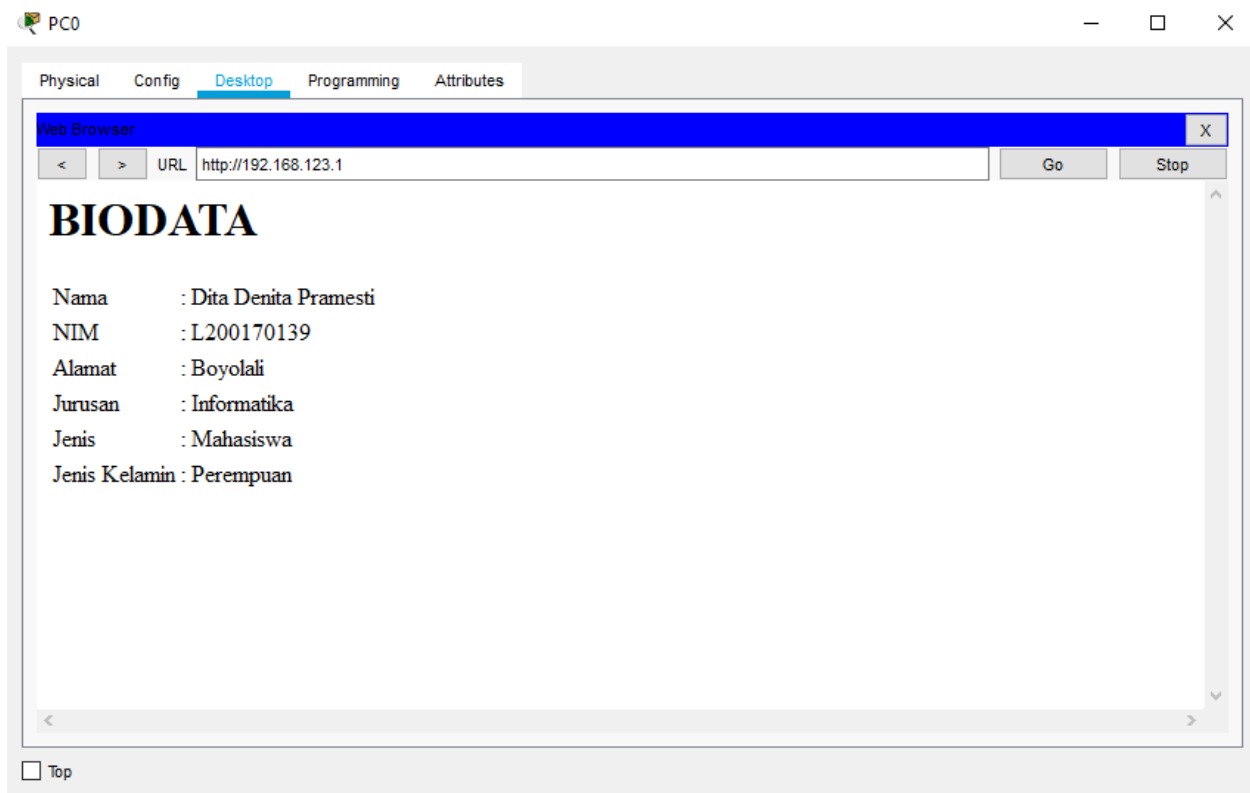 PC0
Physical Config Desktop Programming Attributes
Web Browser X
< > URL http://192.168.123.1 Go Stop
BIODATA
Nama : Dita Denita Pramesti
NIM : L200170139
Alamat : Boyolali
Jurusan : Informatika
Jenis : Mahasiswa
Jenis Kelamin : Perempuan
Top